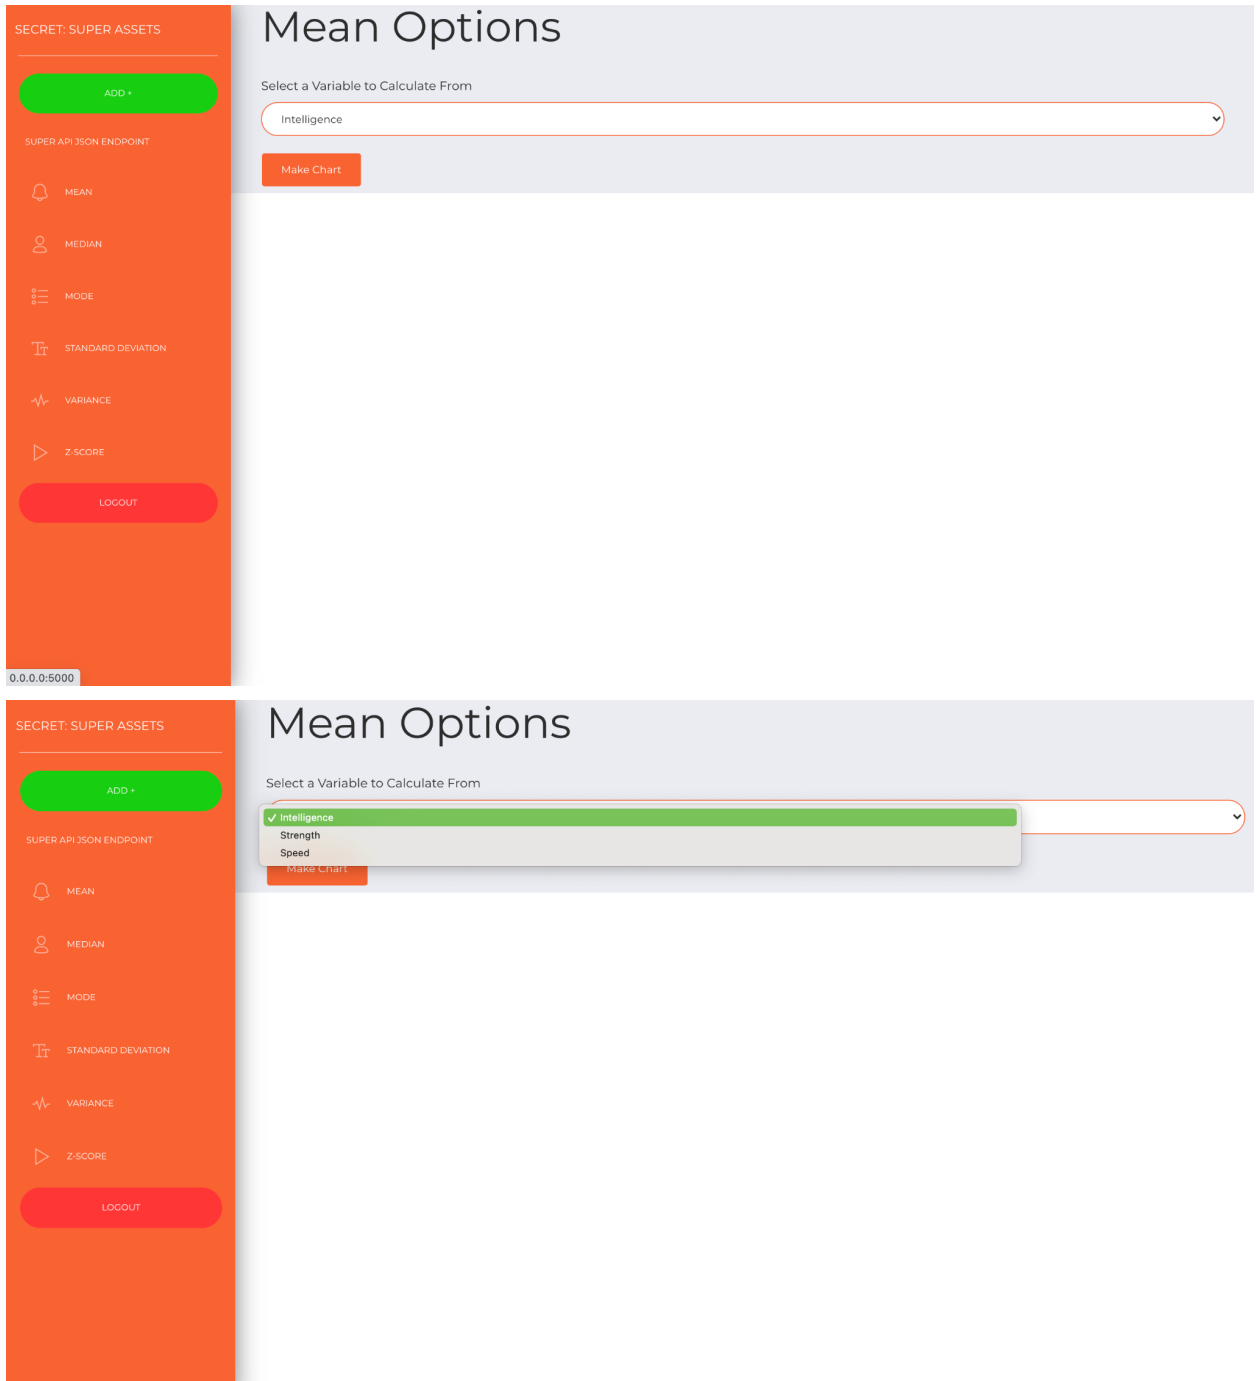 SECRET: SUPER ASSETS
ADD +
SUPER API JSON ENDPOINT
MEAN
MEDIAN
MODE
STANDARD DEVIATION
VARIANCE
Z-SCORE
LOGOUT
0.0.0.0:5000
Mean Options
Select a Variable to Calculate From
Intelligence
Make Chart
SECRET: SUPER ASSETS
ADD +
SUPER API JSON ENDPOINT
MEAN
MEDIAN
MODE
STANDARD DEVIATION
VARIANCE
Z-SCORE
LOGOUT
Mean Options
Select a Variable to Calculate From
Intelligence
Strength
Speed
Make Chart